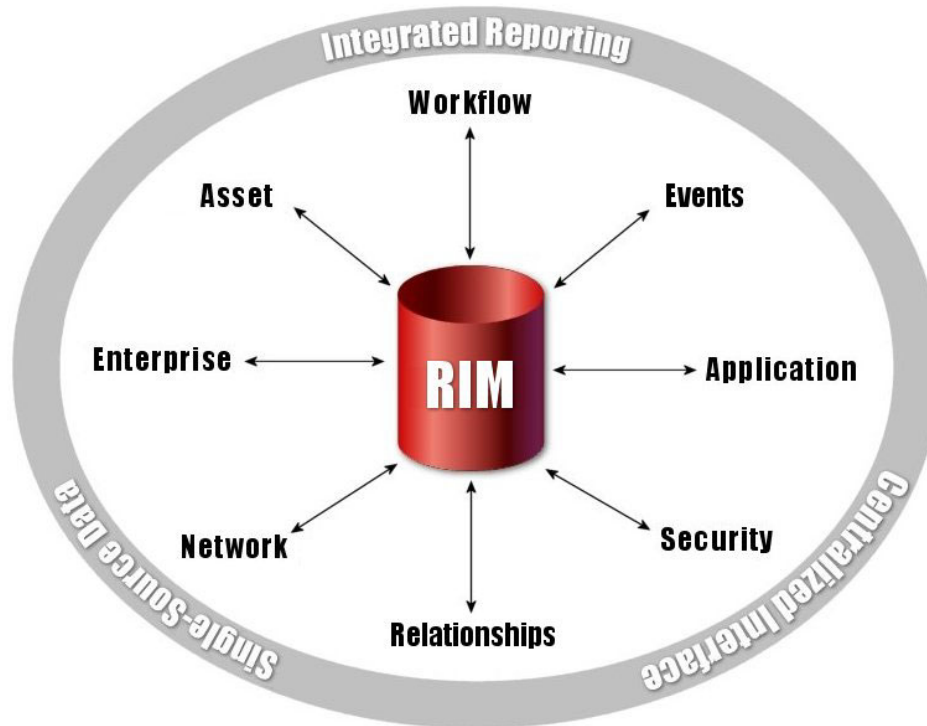 Integrated Reporting
Workflow
Asset
Events
Enterprise
RIM
Application
Network
Security
Relationships
Single-Source Data
Centralized Interface